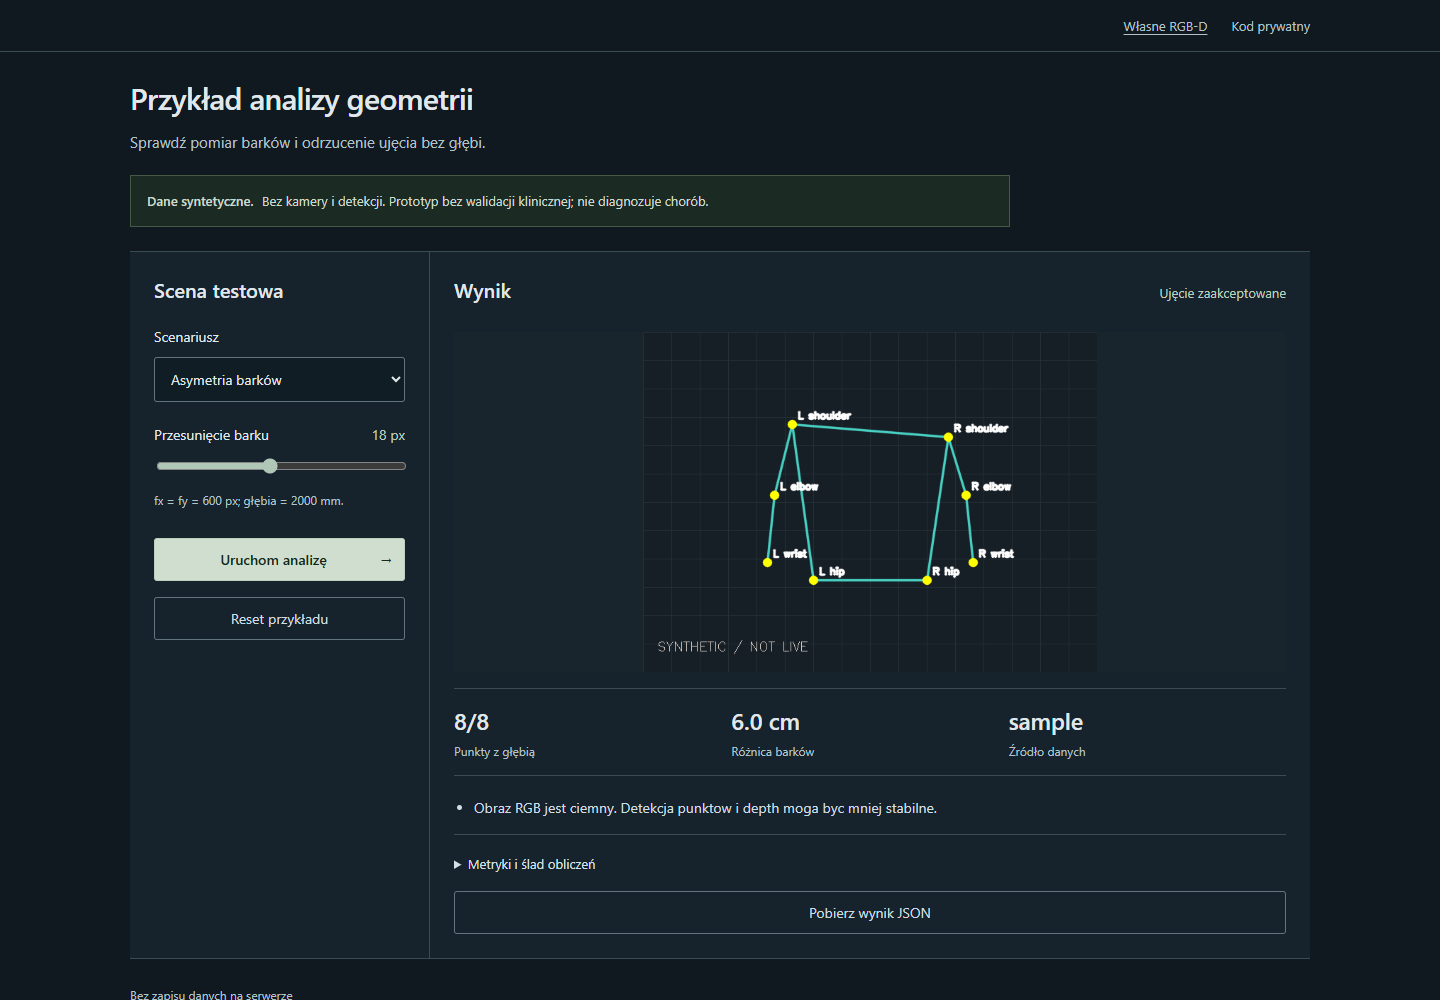 Własne RGB-D Kod prywatny
Przykład analizy geometrii
Sprawdź pomiar barków i odrzucenie ujęcia bez głębi.
Dane syntetyczne. Bez kamery i detekcji. Prototyp bez walidacji klinicznej; nie diagnozuje chorób.
Scena testowa
Scenariusz
Asymetria barków
Przesunięcie barku 18 px
fx = fy = 600 px; głębia = 2000 mm.
Uruchom analizę →
Reset przykładu
Wynik
Ujęcie zaakceptowane
L shoulder
R shoulder
L elbow
R elbow
L wrist
R wrist
L hip
R hip
SYNTHETIC / NOT LIVE
8/8
Punkty z głębią
6.0 cm
Różnica barków
sample
Źródło danych
Obraz RGB jest ciemny. Detekcja punktow i depth moga byc mniej stabilne.
Metryki i ślad obliczeń
Pobierz wynik JSON
Bez zapisu danych na serwerze